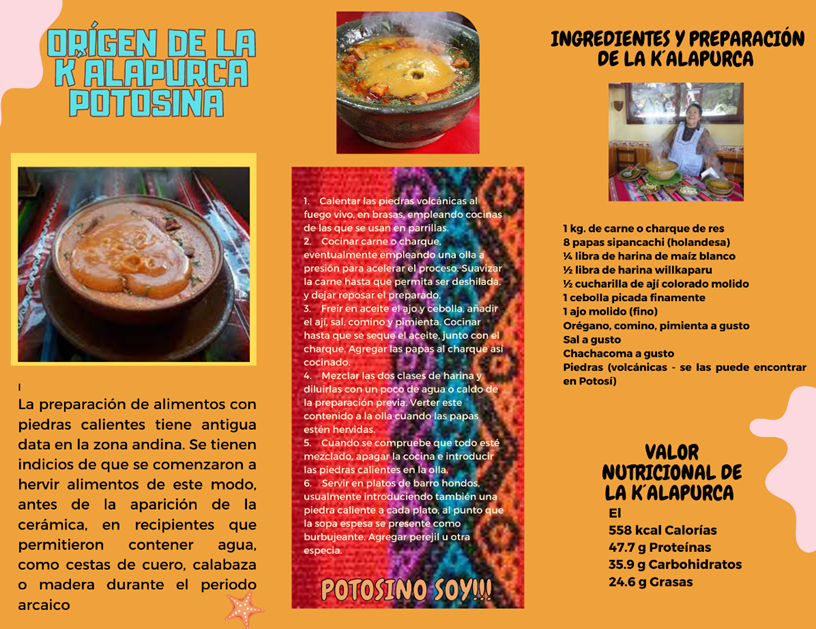 ORÍGEN DE LA
K´ALAPURCA
POTOSINA
I
La preparación de alimentos con
piedras calientes tiene antigua
data en la zona andina. Se tienen
indicios de que se comenzaron a
hervir alimentos de este modo,
antes de la aparición de la
cerámica, en recipientes que
permitieron contener agua,
como cestas de cuero, calabaza
o madera durante el periodo
arcaico
1. Calentar las piedras volcánicas al
fuego vivo, en brasas, empleando cocinas
de las que se usan en parrillas.
2. Cocinar carne o charque,
eventualmente empleando una olla a
presión para acelerar el proceso. Suavizar
la carne hasta que permita ser deshilada,
y dejar reposar el preparado.
3. Freir en aceite el ajo y cebolla, añadir
el ají, sal, comino y pimienta. Cocinar
hasta que se seque el aceite, junto con el
charque. Agregar las papas al charque así
cocinado.
4. Mezclar las dos clases de harina y
diluirlas con un poco de agua o caldo de
la preparación previa. Verter este
contenido a la olla cuando las papas
estén hervidas.
5. Cuando se compruebe que todo esté
mezclado, apagar la cocina e introducir
las piedras calientes en la olla.
6. Servir en platos de barro hondos,
usualmente introduciendo también una
piedra caliente a cada plato, al punto que
la sopa espesa se presente como
burbujeante. Agregar perejil u otra
especia.
POTOSINO SOY!!!
INGREDIENTES Y PREPARACIÓN
DE LA K´ALAPURCA
1 kg. de carne o charque de res
8 papas sipancachi (holandesa)
¼ libra de harina de maíz blanco
½ libra de harina willkaparu
½ cucharilla de ají colorado molido
1 cebolla picada finamente
1 ajo molido (fino)
Orégano, comino, pimienta a gusto
Sal a gusto
Chachacoma a gusto
Piedras (volcánicas - se las puede encontrar
en Potosí)
VALOR
NUTRICIONAL DE
LA K´ALAPURCA
El
558 kcal Calorías
47.7 g Proteínas
35.9 g Carbohidratos
24.6 g Grasas